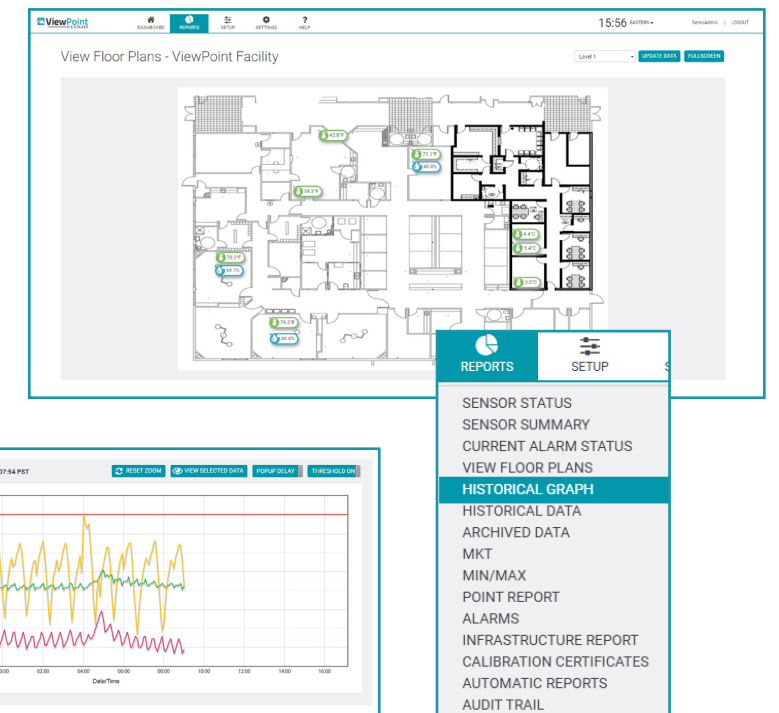 ViewPoint CLOUD
DASHBOARD REPORTS SETUP SETTINGS HELP
15:56 EASTERN
DemoAdmin | LOGOUT
View Floor Plans - ViewPoint Facility
Level 1
UPDATE DATA
FULLSCREEN
42.8°F
71.1°F
40.9%
38.3°F
4.4°C
5.4°C
70.2°F
44.1%
3.0°C
74.2°F
REPORTS
SETUP
S
SENSOR STATUS
SENSOR SUMMARY
CURRENT ALARM STATUS
VIEW FLOOR PLANS
HISTORICAL GRAPH
HISTORICAL DATA
ARCHIVED DATA
MKT
MIN/MAX
POINT REPORT
ALARMS
INFRASTRUCTURE REPORT
CALIBRATION CERTIFICATES
AUTOMATIC REPORTS
AUDIT TRAIL
07:54 PST
RESET ZOOM
VIEW SELECTED DATA
POPUP DELAY
THRESHOLD ON
02:00 04:00 06:00 08:00 10:00 12:00 14:00 16:00
Date/Time